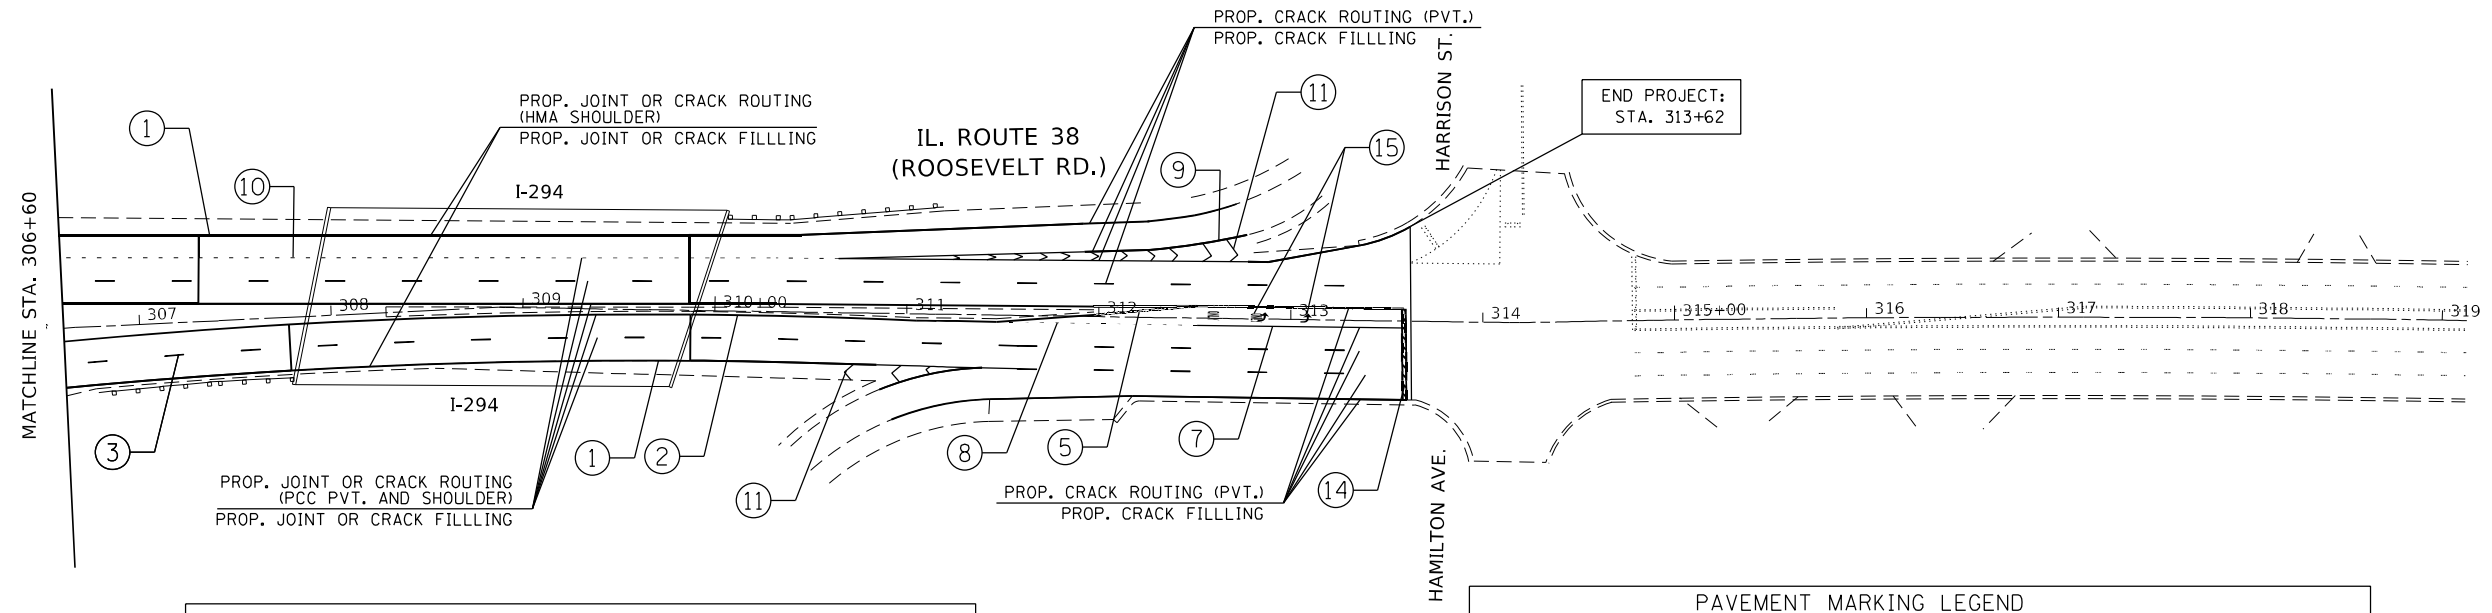 PROP. CRACK ROUTING (PVT.)
PROP. CRACK FILLLING
HARRISON ST.
END PROJECT:
STA. 313+62
11
PROP. JOINT OR CRACK ROUTING
(HMA SHOULDER)
PROP. JOINT OR CRACK FILLLING
1
IL. ROUTE 38
(ROOSEVELT RD.)
15
9
10
I-294
MATCHLINE STA. 306+60
307
308
309
310+00
311
312
313
314
315+00
316
317
318
319
I-294
3
1
2
8
5
7
14
11
PROP. JOINT OR CRACK ROUTING
(PCC PVT. AND SHOULDER)
PROP. JOINT OR CRACK FILLLING
PROP. CRACK ROUTING (PVT.)
PROP. CRACK FILLLING
HAMILTON AVE.
PAVEMENT MARKING LEGEND